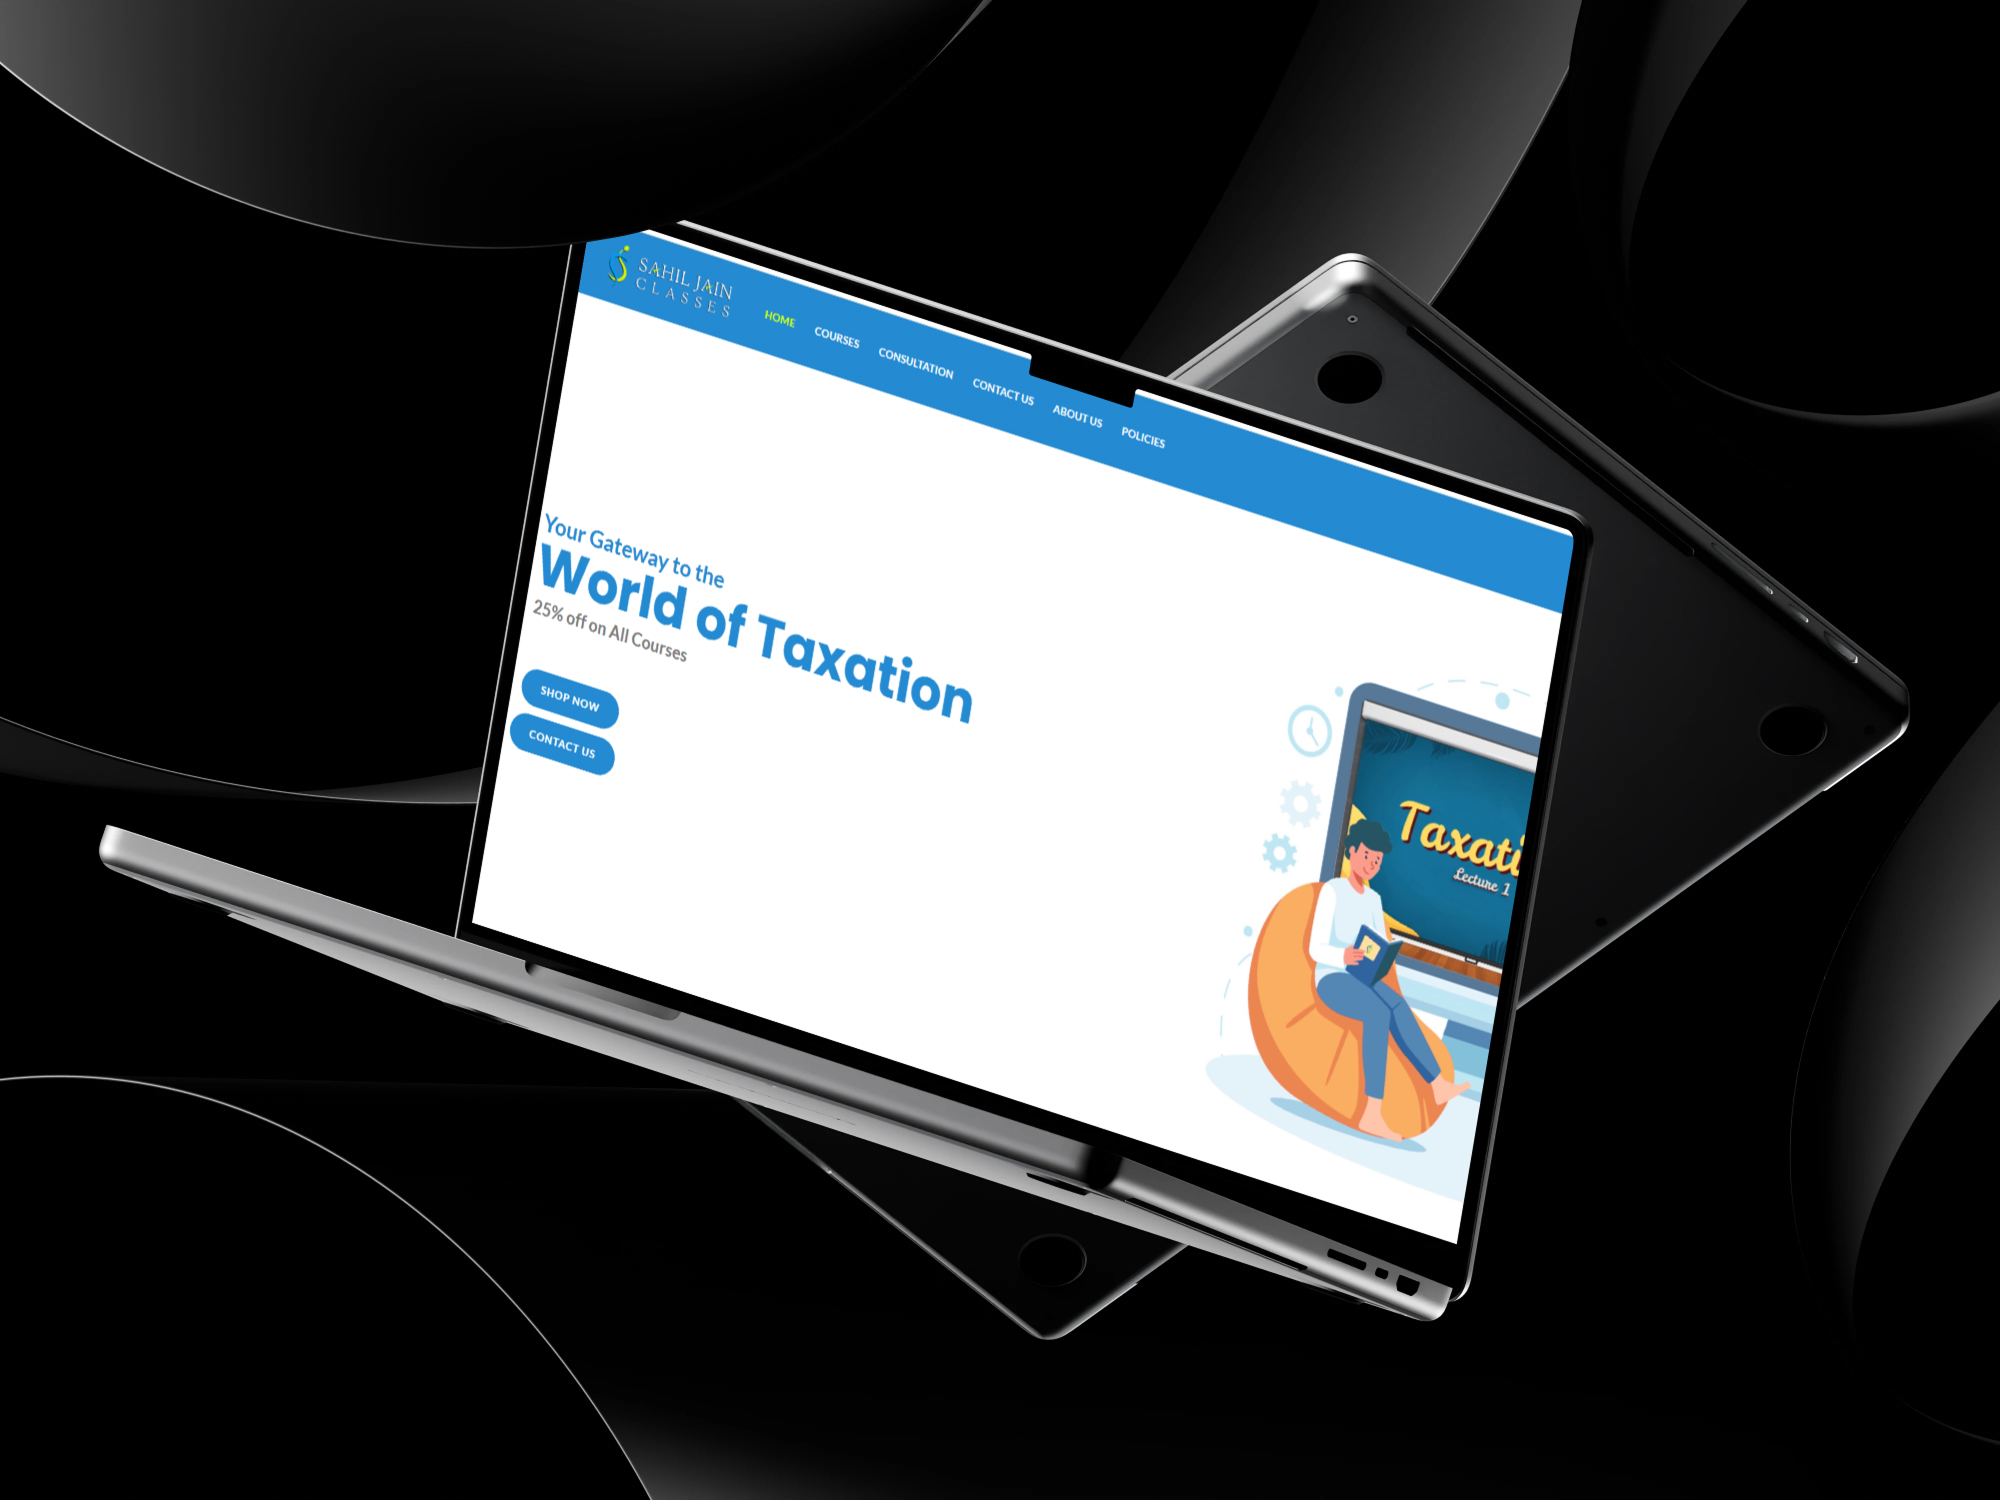 SAHIL JAIN
CLASSES
HOME
COURSES
CONSULTATION
CONTACT US
ABOUT US
POLICIES
Your Gateway to the
World of Taxation
25% off on All Courses
SHOP NOW
CONTACT US
Taxati
Lecture 1